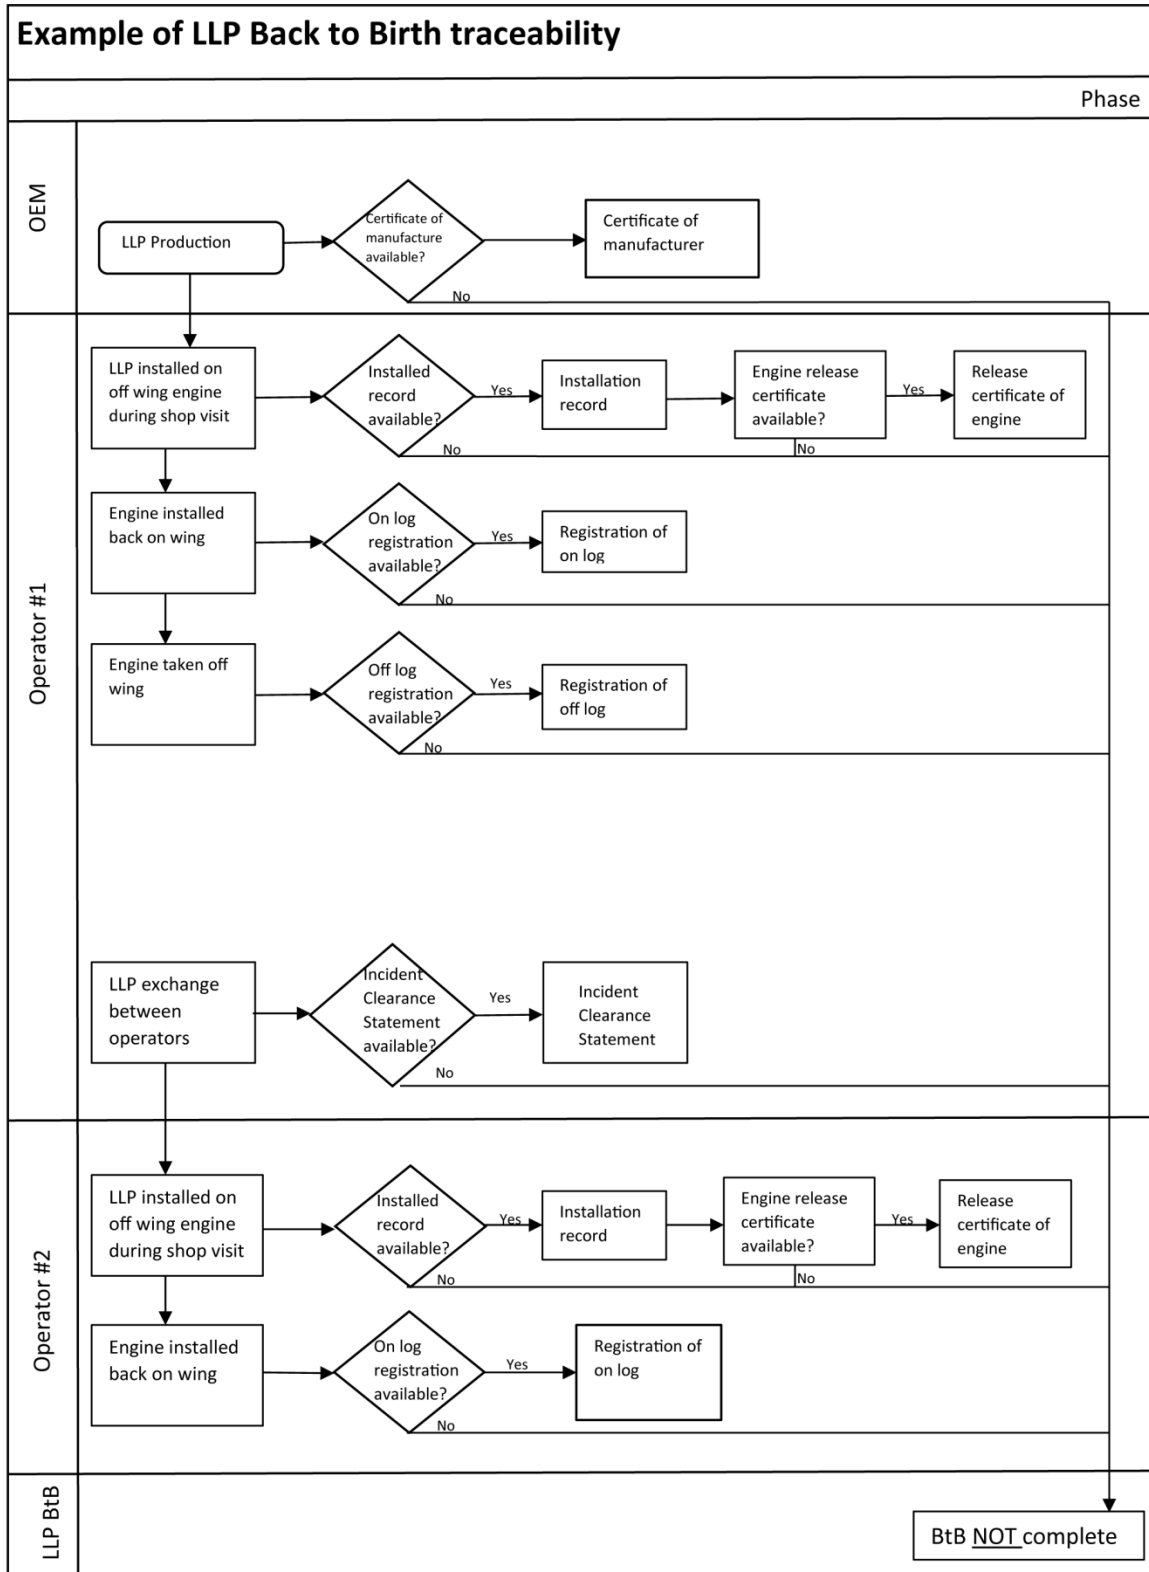 Example of LLP Back to Birth traceability
Phase
OEM
LLP Production
Certificate of
manufacture
available?
Certificate of
manufacturer
No
Operator #1
LLP installed on
off wing engine
during shop visit
Installed
record
available?
Yes
Installation
record
Engine release
certificate
available?
Yes
Release
certificate of
engine
No
No
Engine installed
back on wing
On log
registration
available?
Yes
Registration of
on log
No
Engine taken off
wing
Off log
registration
available?
Yes
Registration of
off log
No
LLP exchange
between
operators
Incident
Clearance
Statement
available?
Yes
Incident
Clearance
Statement
No
Operator #2
LLP installed on
off wing engine
during shop visit
Installed
record
available?
Yes
Installation
record
Engine release
certificate
available?
Yes
Release
certificate of
engine
No
No
Engine installed
back on wing
On log
registration
available?
Yes
Registration of
on log
No
LLP BtB
BtB NOT complete